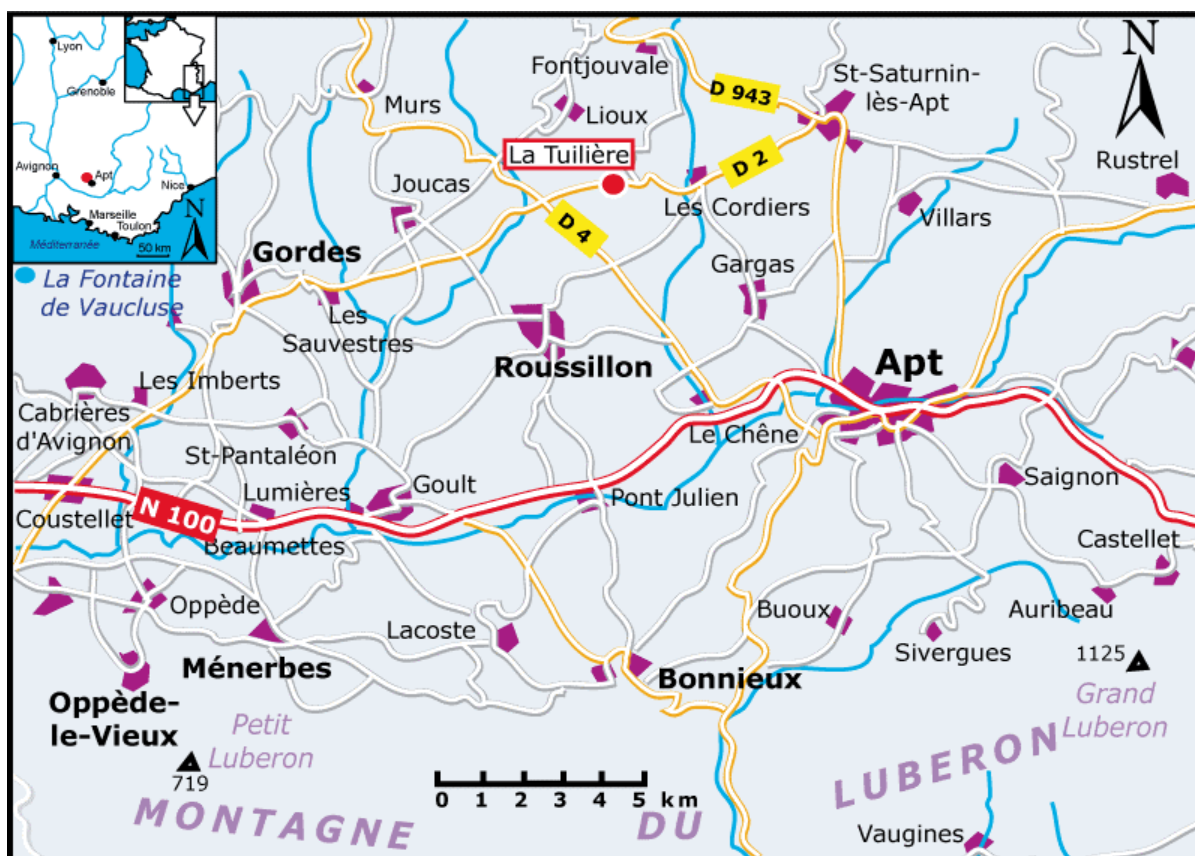 Lyon
Grenoble
Avignon
Apt
Nice
Marseille
Toulon
Méditerranée
N
50 km
Fontjouvale
D 943
St-Saturnin-
lès-Apt
N
Murs
Lioux
La Tuilière
D 2
Rustrel
Joucas
Les Cordiers
Villars
D 4
Gordes
Gargas
La Fontaine
de Vaucluse
Les
Sauvestres
Roussillon
Apt
Les Imberts
Cabrières
d'Avignon
St-Pantaléon
Le Chêne
Lumières
Goult
Pont Julien
Saignon
Coustellet
N 100
Beaumettes
Castellet
Oppède
Lacoste
Buoux
Auribeau
Sivergues
Ménerbes
Bonnieux
1125
Oppède-
le-Vieux
Petit
Luberon
Grand
Luberon
719
MONTAGNE
DU
LUBERON
0 1 2 3 4 5 km
Vaugines